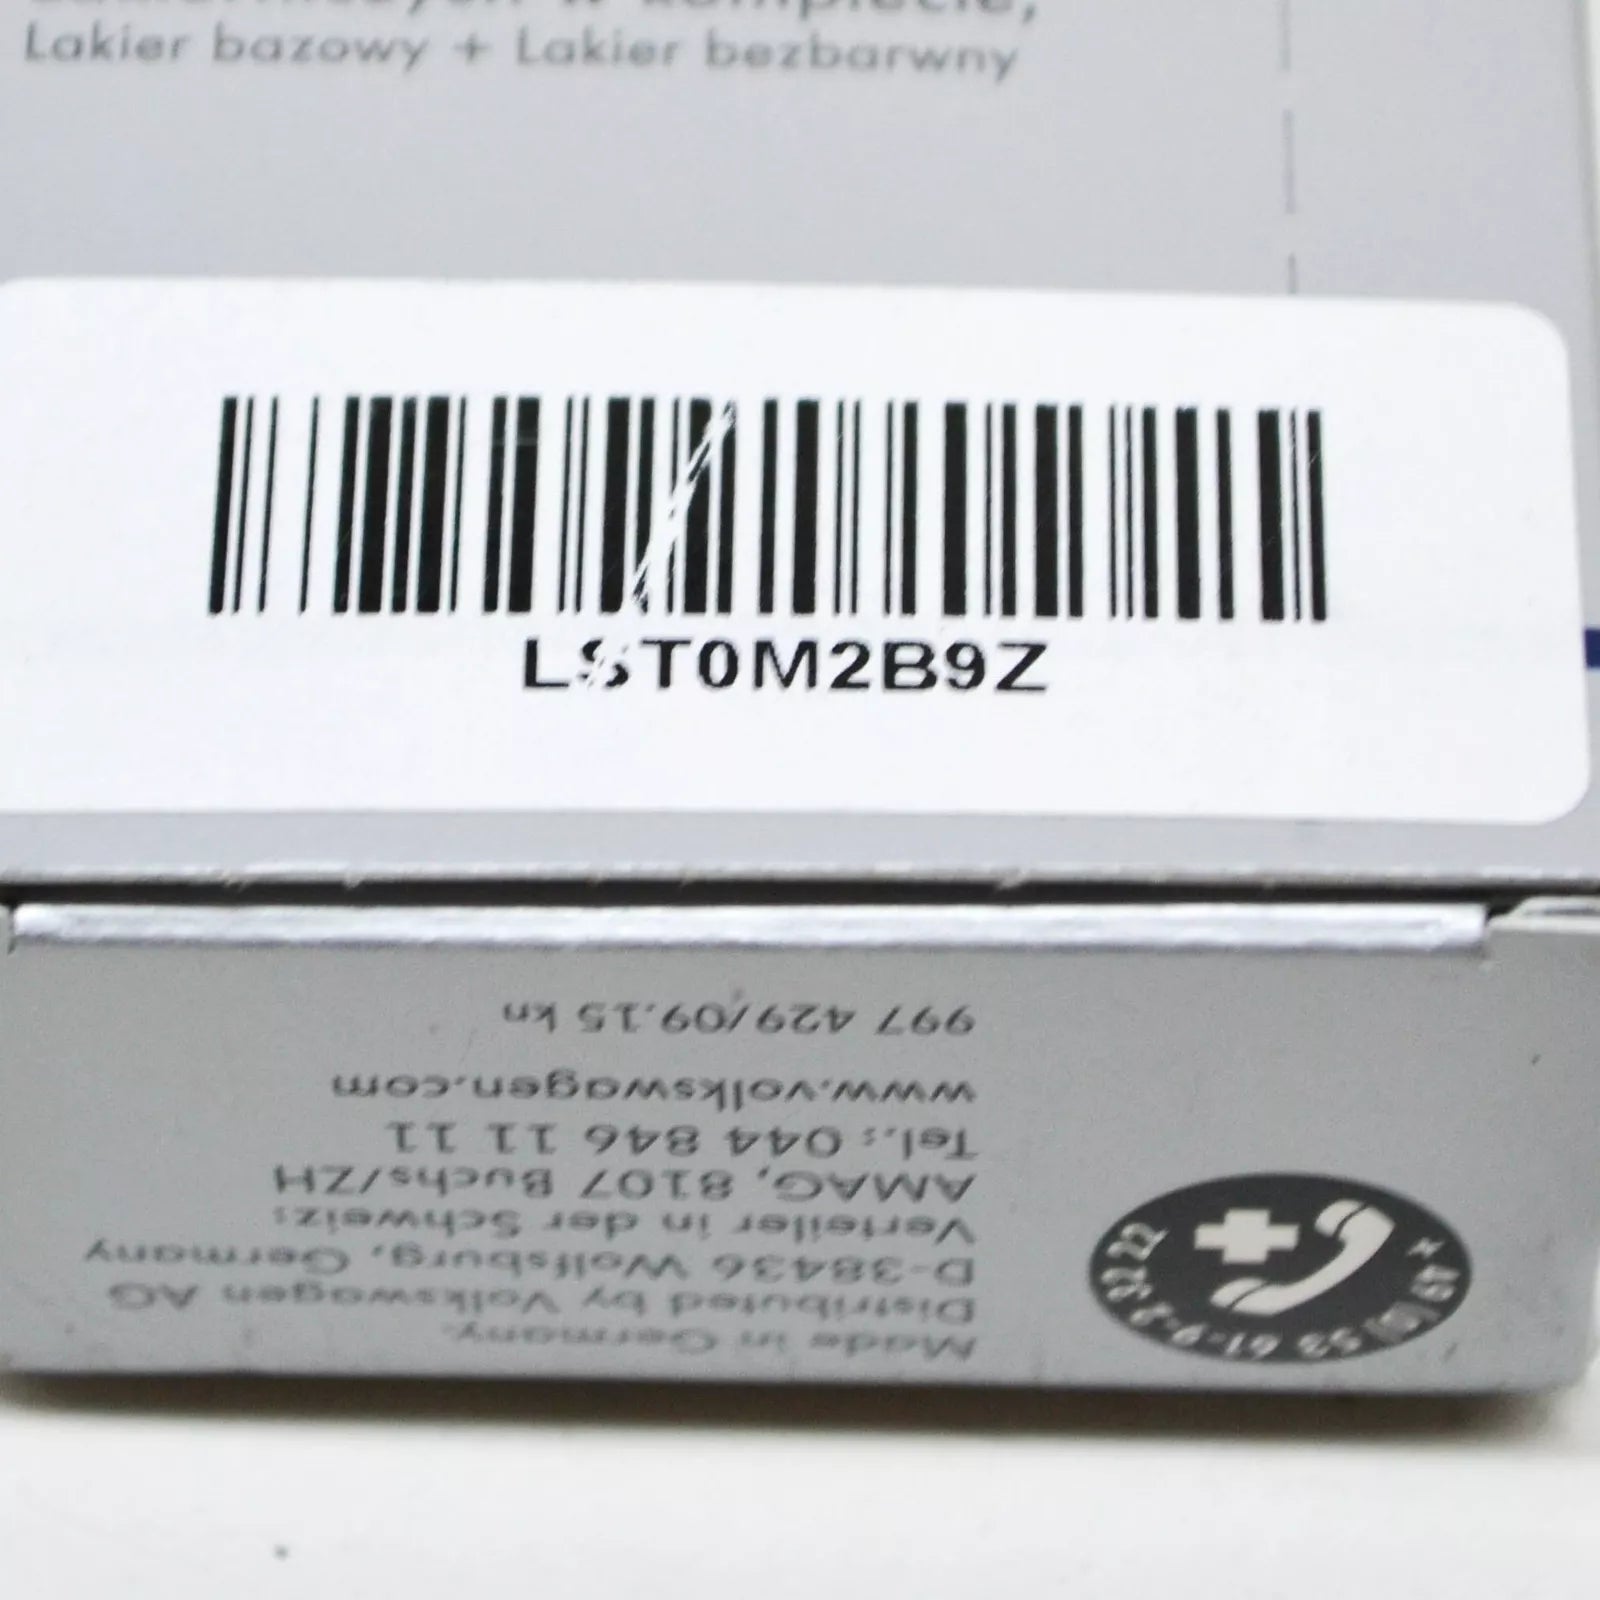 w komplecie,
Lakier bazowy + Lakier bezbarwny
LST0M2B9Z
Made in Germany.
Distributed by Volkswagen AG
D-38436 Wolfsburg, Germany
Verteiler in der Schweiz:
AMAG, 8107 Buchs/ZH
Tel.: 044 846 11 11
www.volkswagen.com
997 429/09.15 kn